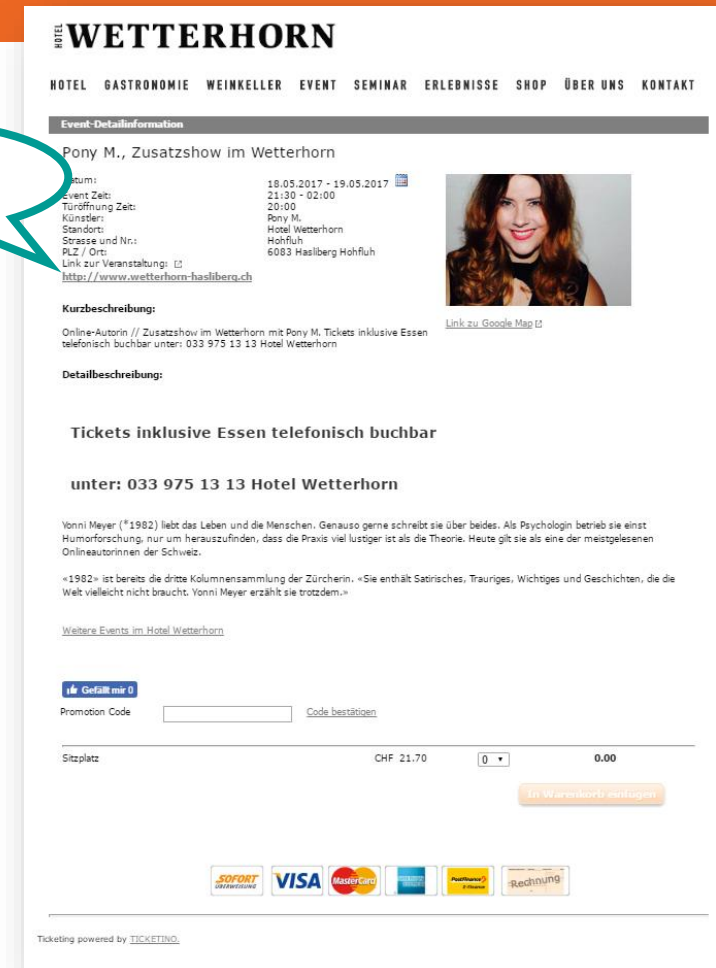 HOTEL WETTERHORN
HOTEL GASTRONOMIE WEINKELLER EVENT SEMINAR ERLEBNISSE SHOP ÜBER UNS KONTAKT
Event-Detailinformation
Pony M., Zusatzshow im Wetterhorn
18.05.2017 - 19.05.2017
Event Zeit: 21:30 - 02:00
Türöffnung Zeit: 20:00
Künstler: Pony M.
Standort: Hotel Wetterhorn
Strasse und Nr.: Hohfluh
PLZ / Ort: 6083 Hasliberg Hohfluh
Link zur Veranstaltung:
http://www.wetterhorn-hasliberg.ch
Kurzbeschreibung:
Online-Autorin // Zusatzshow im Wetterhorn mit Pony M. Tickets inklusive Essen
telefonisch buchbar unter: 033 975 13 13 Hotel Wetterhorn
Link zu Google Map
Detailbeschreibung:
Tickets inklusive Essen telefonisch buchbar
unter: 033 975 13 13 Hotel Wetterhorn
Yonni Meyer (*1982) liebt das Leben und die Menschen. Genauso gerne schreibt sie über beides. Als Psychologin betrieb sie einst
Humorforschung, nur um herauszufinden, dass die Praxis viel lustiger ist als die Theorie. Heute gilt sie als eine der meistgelesenen
Onlineautorinnen der Schweiz.
«1982» ist bereits die dritte Kolumnensammlung der Zürcherin. «Sie enthält Satirisches, Trauriges, Wichtiges und Geschichten, die die
Welt vielleicht nicht braucht. Yonni Meyer erzählt sie trotzdem.»
Weitere Events im Hotel Wetterhorn
Gefällt mir 0
Promotion Code Code bestätigen
Sitzplatz CHF 21.70 0 0.00
In Warenkorb einfügen
SOFORT ÜBERWEISUNG VISA MasterCard PostFinance E-Finance Rechnung
Ticketing powered by TICKETINO.